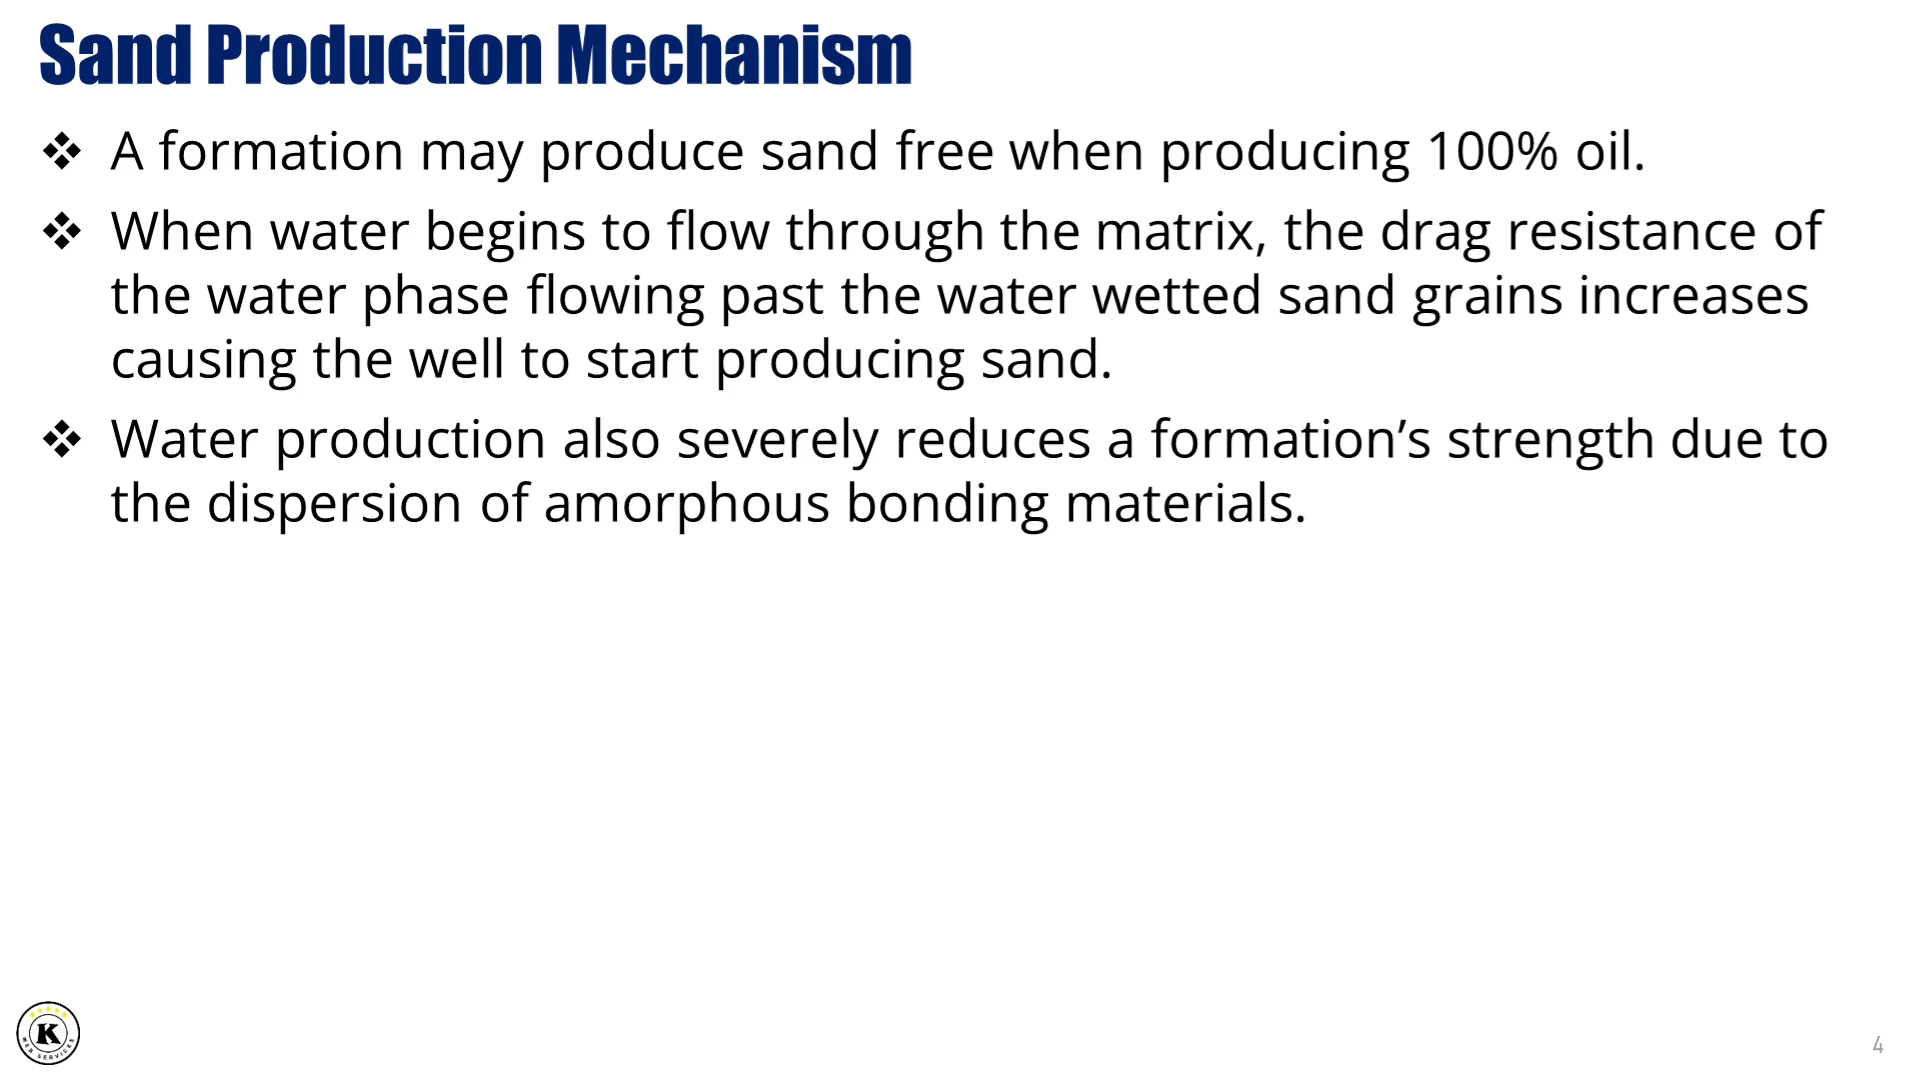 Sand Production Mechanism
❖ A formation may produce sand free when producing 100% oil.
❖ When water begins to flow through the matrix, the drag resistance of
the water phase flowing past the water wetted sand grains increases
causing the well to start producing sand.
❖ Water production also severely reduces a formation’s strength due to
the dispersion of amorphous bonding materials.
K
WEB SERVICES
4